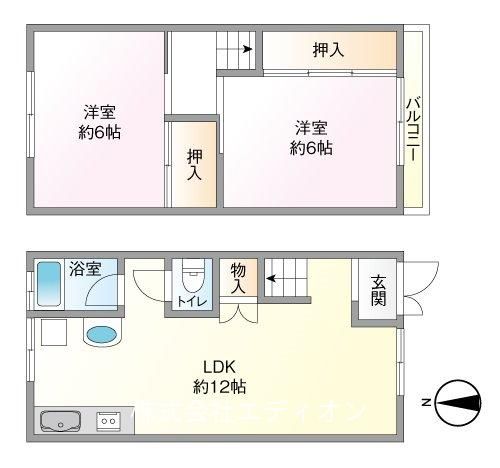 押入
洋室
約6帖
洋室
約6帖
バルコニー
押入
浴室
トイレ
物入
玄関
LDK
約12帖
株式会社エディオン
N